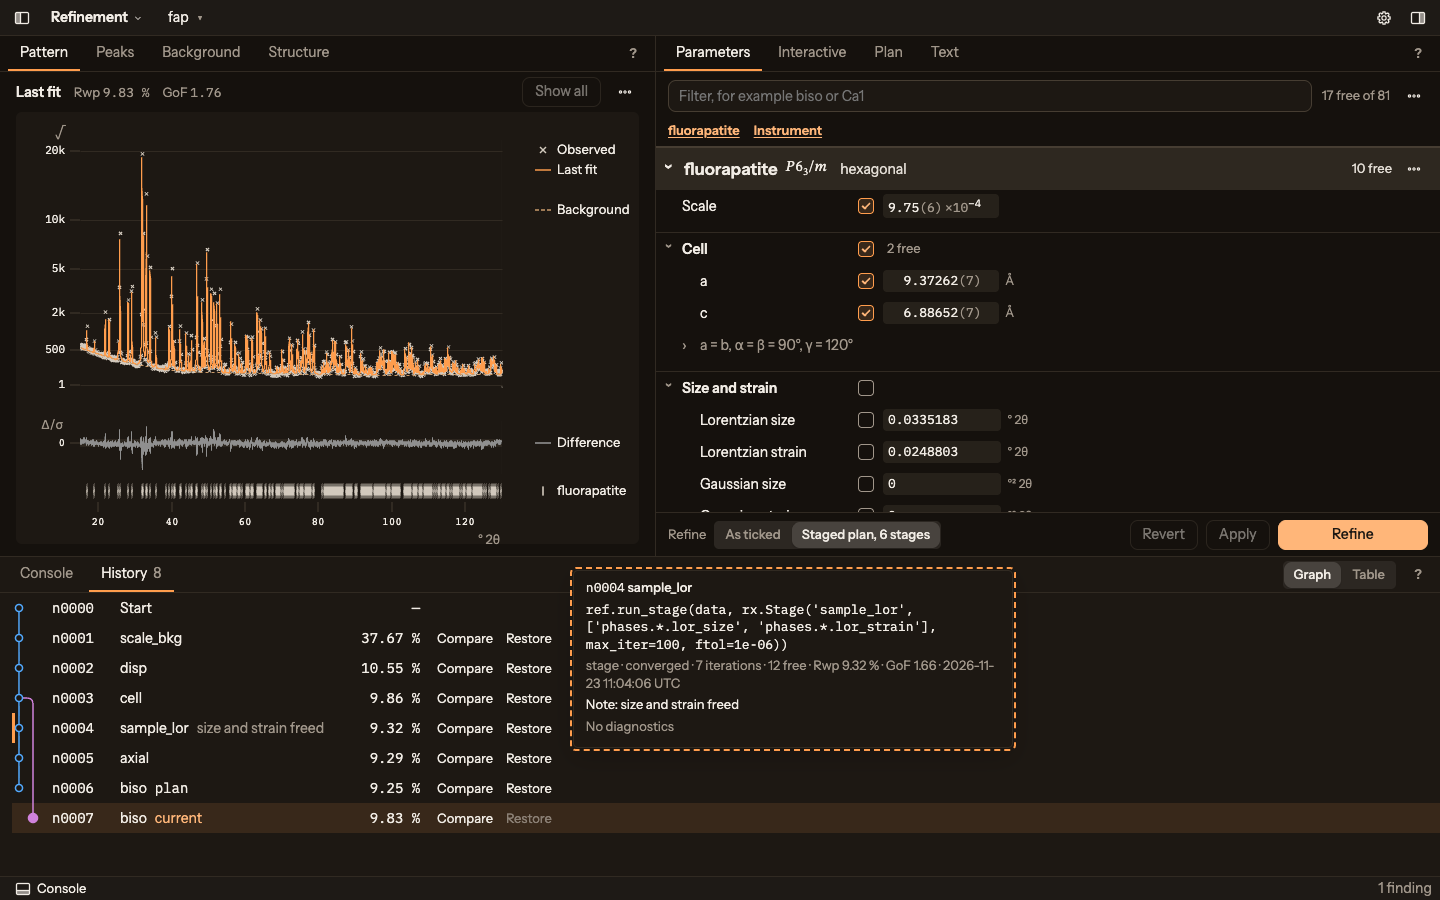 Refinement fap
Pattern Peaks Background Structure ?
Last fit Rwp 9.83 % GoF 1.76 Show all
√
20k
10k
5k
2k
500
1
Δ/σ
0
20 40 60 80 100 120
° 2θ
Observed
Last fit
Background
Difference
fluorapatite
Parameters Interactive Plan Text ?
Filter, for example biso or Ca1 17 free of 81
fluorapatite Instrument
fluorapatite P6₃/m hexagonal 10 free
Scale 9.75(6) ×10⁻⁴
Cell 2 free
a 9.37262(7) Å
c 6.88652(7) Å
a = b, α = β = 90°, γ = 120°
Size and strain
Lorentzian size 0.0335183 ° 2θ
Lorentzian strain 0.0248803 ° 2θ
Gaussian size 0 °² 2θ
Refine As ticked Staged plan, 6 stages Revert Apply Refine
Console History 8 Graph Table ?
n0000 Start —
n0001 scale_bkg 37.67 % Compare Restore
n0002 disp 10.55 % Compare Restore
n0003 cell 9.86 % Compare Restore
n0004 sample_lor size and strain freed 9.32 % Compare Restore
n0005 axial 9.29 % Compare Restore
n0006 biso plan 9.25 % Compare Restore
n0007 biso current 9.83 % Compare Restore
n0004 sample_lor
ref.run_stage(data, rx.Stage('sample_lor',
['phases.*.lor_size', 'phases.*.lor_strain'],
max_iter=100, ftol=1e-06))
stage · converged · 7 iterations · 12 free · Rwp 9.32 % · GoF 1.66 · 2026-11-
23 11:04:06 UTC
Note: size and strain freed
No diagnostics
Console 1 finding